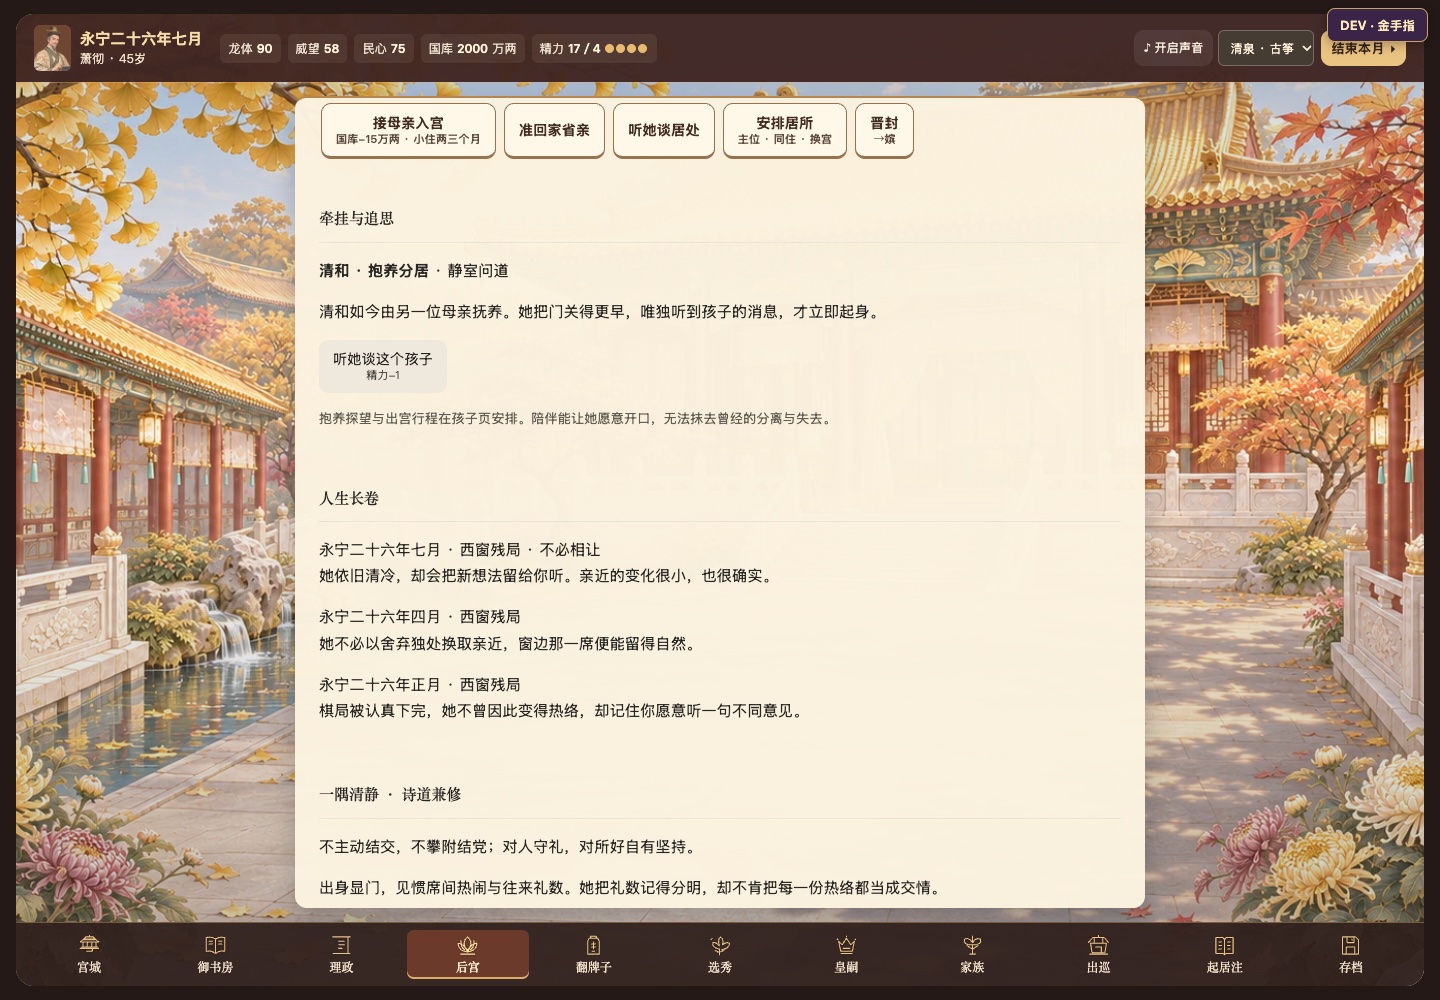 永宁二十六年七月
萧彻 · 45岁
龙体 90
威望 58
民心 75
国库 2000 万两
精力 17 / 4
♪ 开启声音
清泉 · 古筝
DEV · 金手指
结束本月
接母亲入宫
国库−15万两 · 小住两三个月
准回家省亲
听她谈居处
安排居所
主位 · 同住 · 换宫
晋封
→嫔
牵挂与追思
清和 · 抱养分居 · 静室问道
清和如今由另一位母亲抚养。她把门关得更早，唯独听到孩子的消息，才立即起身。
听她谈这个孩子
精力−1
抱养探望与出宫行程在孩子页安排。陪伴能让她愿意开口，无法抹去曾经的分离与失去。
人生长卷
永宁二十六年七月 · 西窗残局 · 不必相让
她依旧清冷，却会把新想法留给你听。亲近的变化很小，也很确实。
永宁二十六年四月 · 西窗残局
她不必以舍弃独处换取亲近，窗边那一席便能留得自然。
永宁二十六年正月 · 西窗残局
棋局被认真下完，她不曾因此变得热络，却记住你愿意听一句不同意见。
一隅清静 · 诗道兼修
不主动结交，不攀附结党；对人守礼，对所好自有坚持。
出身显门，见惯席间热闹与往来礼数。她把礼数记得分明，却不肯把每一份热络都当成交情。
官城
御书房
理政
后宫
翻牌子
选秀
皇嗣
家族
出巡
起居注
存档